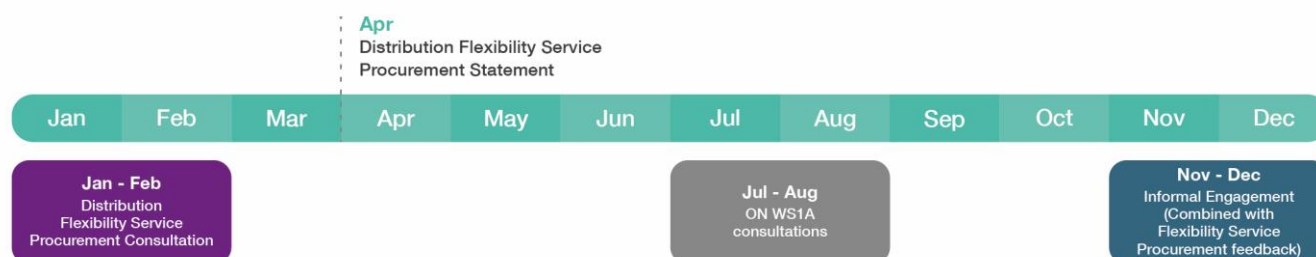 Apr
Distribution Flexibility Service
Procurement Statement
Jan Feb Mar Apr May Jun Jul Aug Sep Oct Nov Dec
Jan - Feb
Distribution
Flexibility Service
Procurement Consultation
Jul - Aug
ON WS1A
consultations
Nov - Dec
Informal Engagement
(Combined with
Flexibility Service
Procurement feedback)